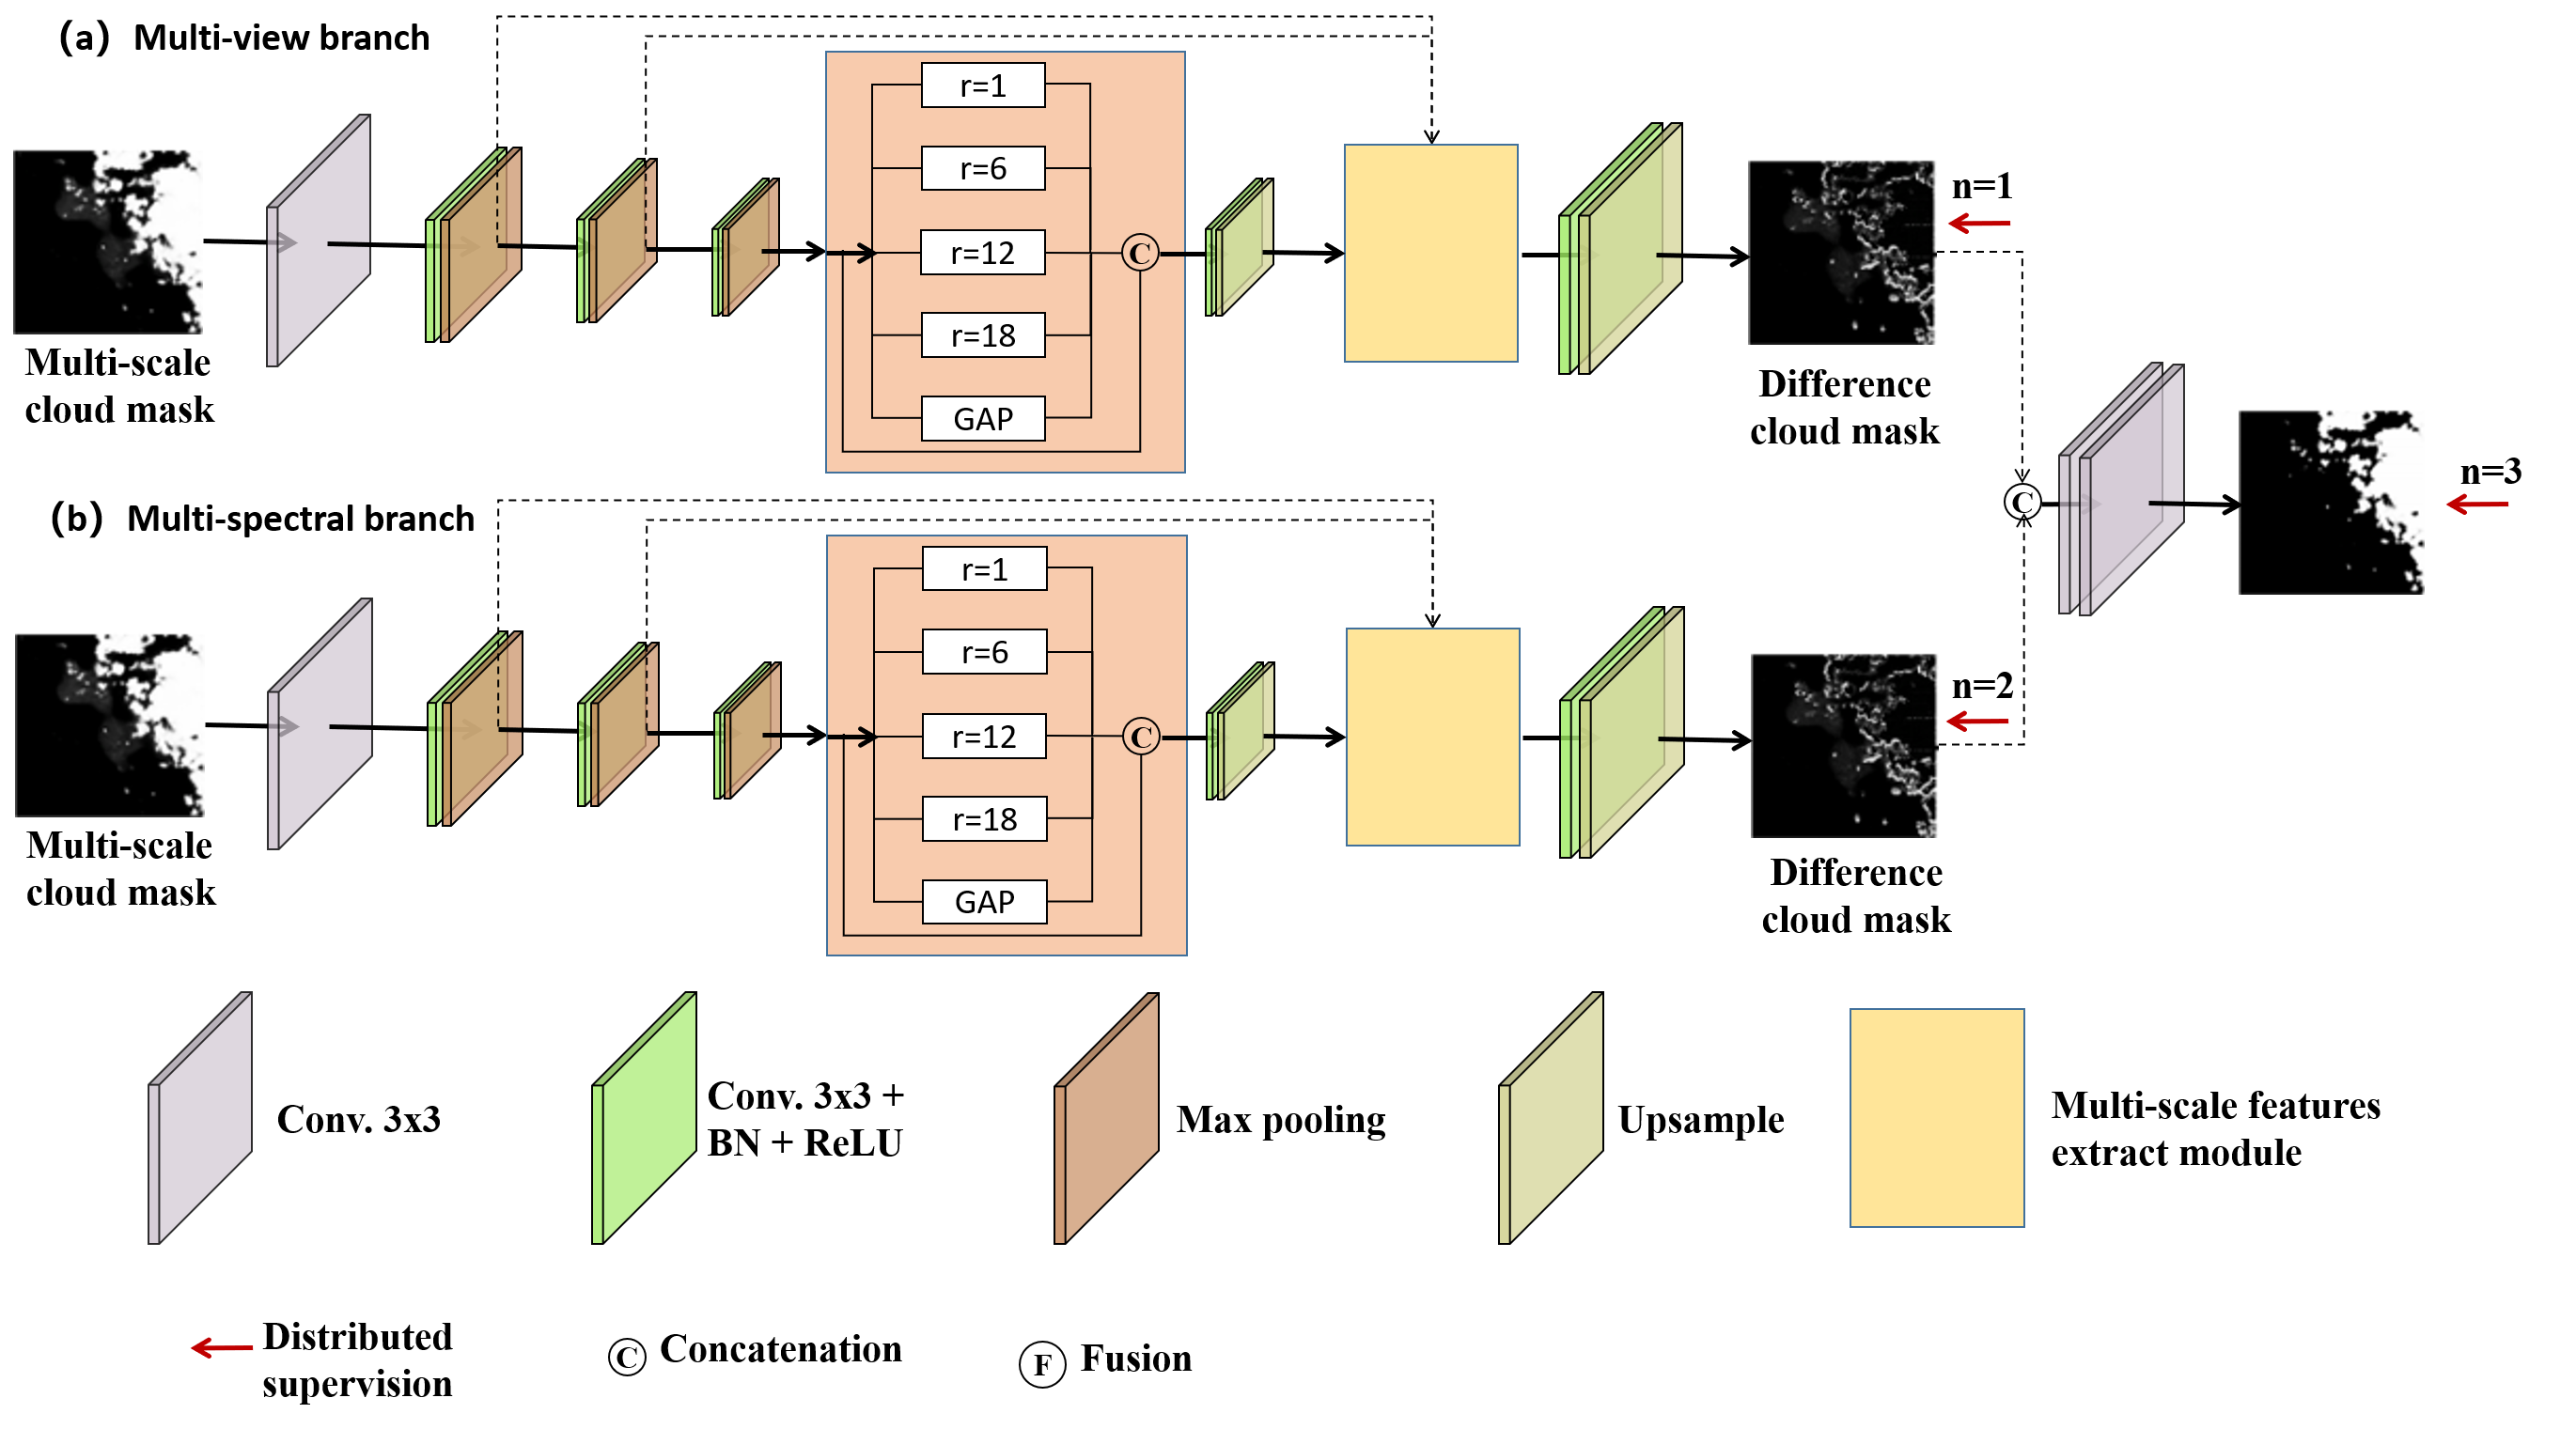 (a) Multi-view branch
r=1
r=6
r=12
r=18
GAP
C
Multi-scale
cloud mask
n=1
Difference
cloud mask
(b) Multi-spectral branch
r=1
r=6
r=12
r=18
GAP
C
Multi-scale
cloud mask
n=2
Difference
cloud mask
C
n=3
Conv. 3x3
Conv. 3x3 +
BN + ReLU
Max pooling
Upsample
Multi-scale features
extract module
Distributed
supervision
C Concatenation
F Fusion